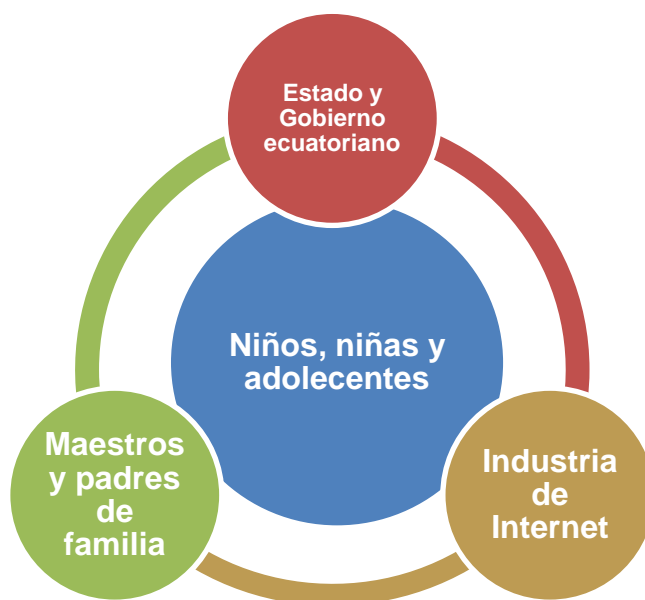 Estado y
Gobierno
ecuatoriano
Niños, niñas y
adolecentes
Maestros
y padres
de
familia
Industria
de
Internet